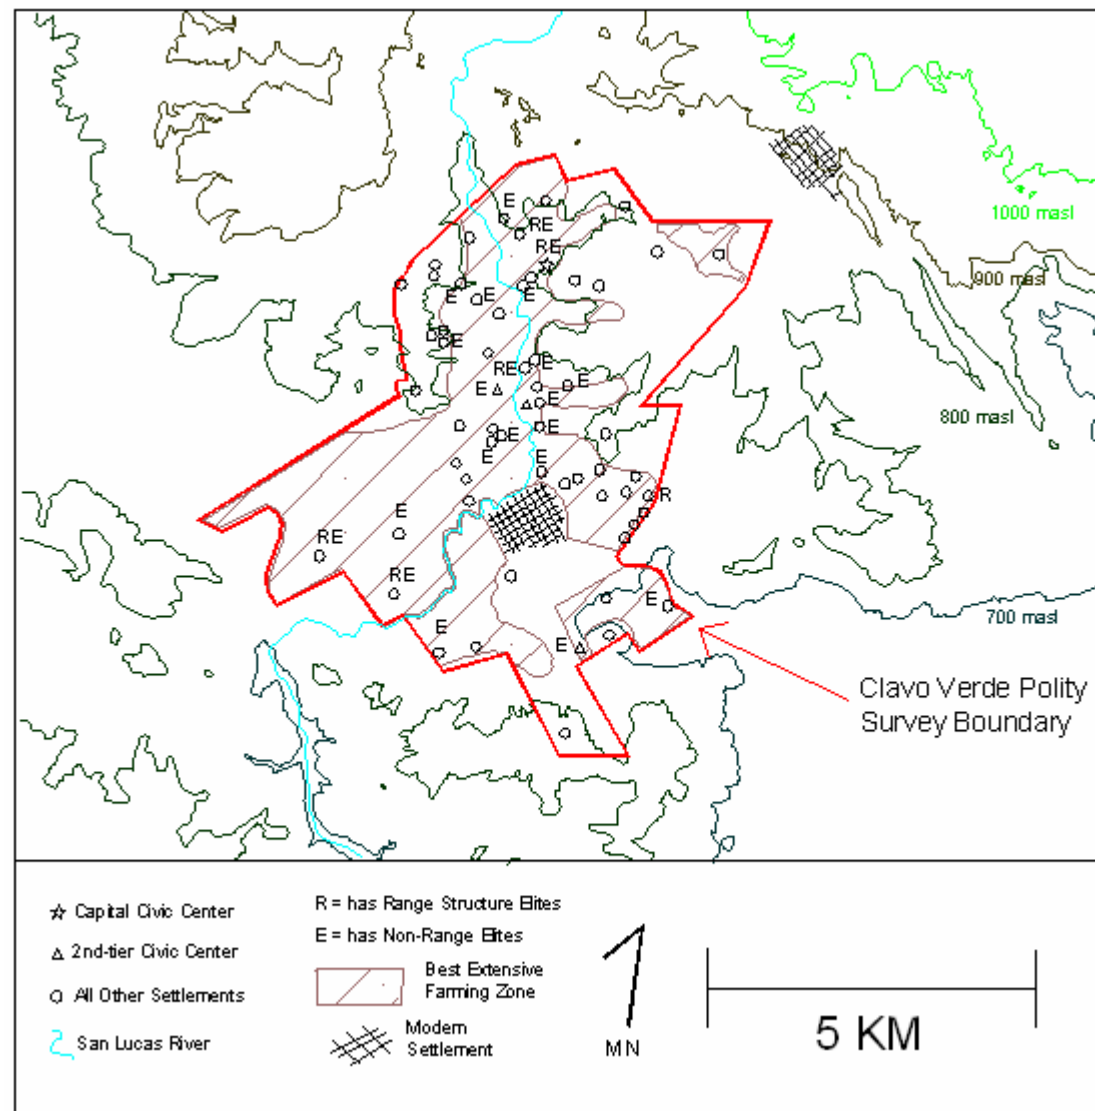 E
RE
RE
1000 masl
900 masl
E
E
E
E
RE
E
E
E
E
E
E
E
E
R
RE
RE
E
E
E
800 masl
700 masl
Clavo Verde Polity
Survey Boundary
Capital Civic Center
2nd-tier Civic Center
All Other Settlements
San Lucas River
R = has Range Structure Elites
E = has Non-Range Elites
Best Extensive
Farming Zone
Modern
Settlement
MN
5 KM